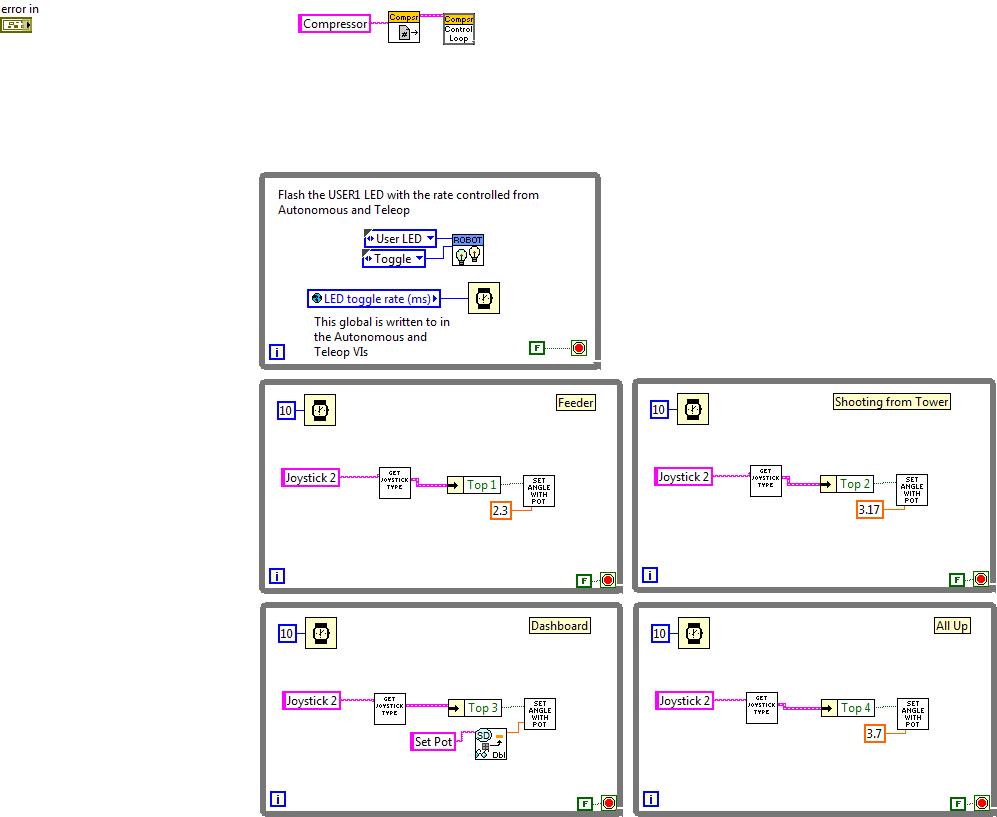 error in
Compressor
Compsr
#
Compsr
Control
Loop
Flash the USER1 LED with the rate controlled from
Autonomous and Teleop
User LED
Toggle
ROBOT
LED toggle rate (ms)
This global is written to in
the Autonomous and
Teleop VIs
i
F
10
Feeder
Joystick 2
GET
JOYSTICK
TYPE
Top 1
SET
ANGLE
WITH
POT
2.3
i
F
10
Shooting from Tower
Joystick 2
GET
JOYSTICK
TYPE
Top 2
SET
ANGLE
WITH
POT
3.17
i
F
10
Dashboard
Joystick 2
GET
JOYSTICK
TYPE
Top 3
SET
ANGLE
WITH
POT
Set Pot
SD
Dbl
i
F
10
All Up
Joystick 2
GET
JOYSTICK
TYPE
Top 4
SET
ANGLE
WITH
POT
3.7
i
F